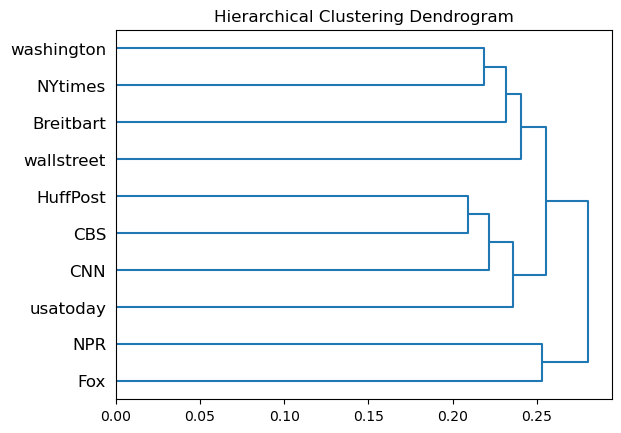 Hierarchical Clustering Dendrogram
washington
NYtimes
Breitbart
wallstreet
HuffPost
CBS
CNN
usatoday
NPR
Fox
0.00 0.05 0.10 0.15 0.20 0.25